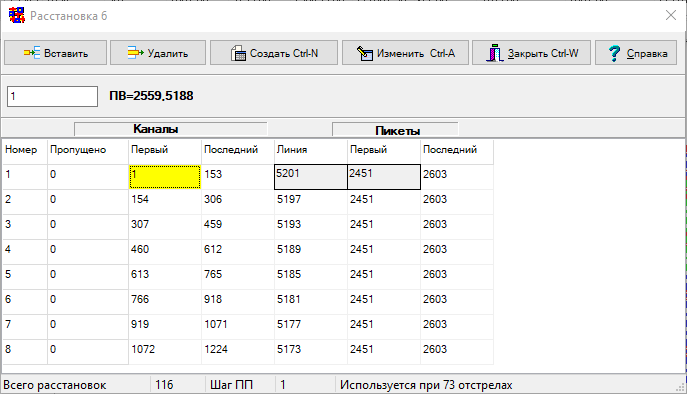 Расстановка 6
Вставить Удалить Создать Ctrl-N Изменить Ctrl-A Закрыть Ctrl-W Справка
1 ПВ=2559,5188
Каналы Пикеты
Номер Пропущено Первый Последний Линия Первый Последний
1 0 1 153 5201 2451 2603
2 0 154 306 5197 2451 2603
3 0 307 459 5193 2451 2603
4 0 460 612 5189 2451 2603
5 0 613 765 5185 2451 2603
6 0 766 918 5181 2451 2603
7 0 919 1071 5177 2451 2603
8 0 1072 1224 5173 2451 2603
Всего расстановок 116 Шаг ПП 1 Используется при 73 отстрелах